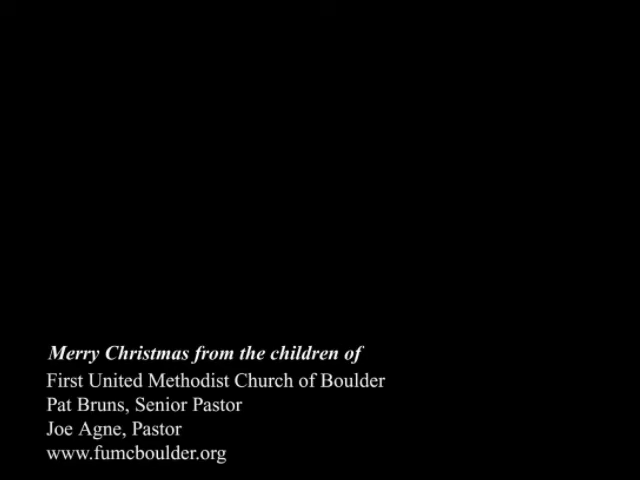 Merry Christmas from the children of
First United Methodist Church of Boulder
Pat Bruns, Senior Pastor
Joe Agne, Pastor
www.fumcboulder.org